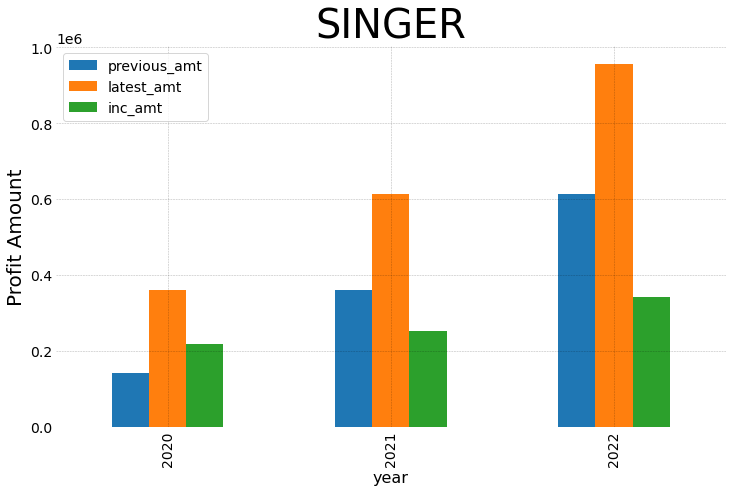 SINGER
1e6
1.0
0.8
0.6
0.4
0.2
0.0
Profit Amount
previous_amt
latest_amt
inc_amt
2020
2021
2022
year